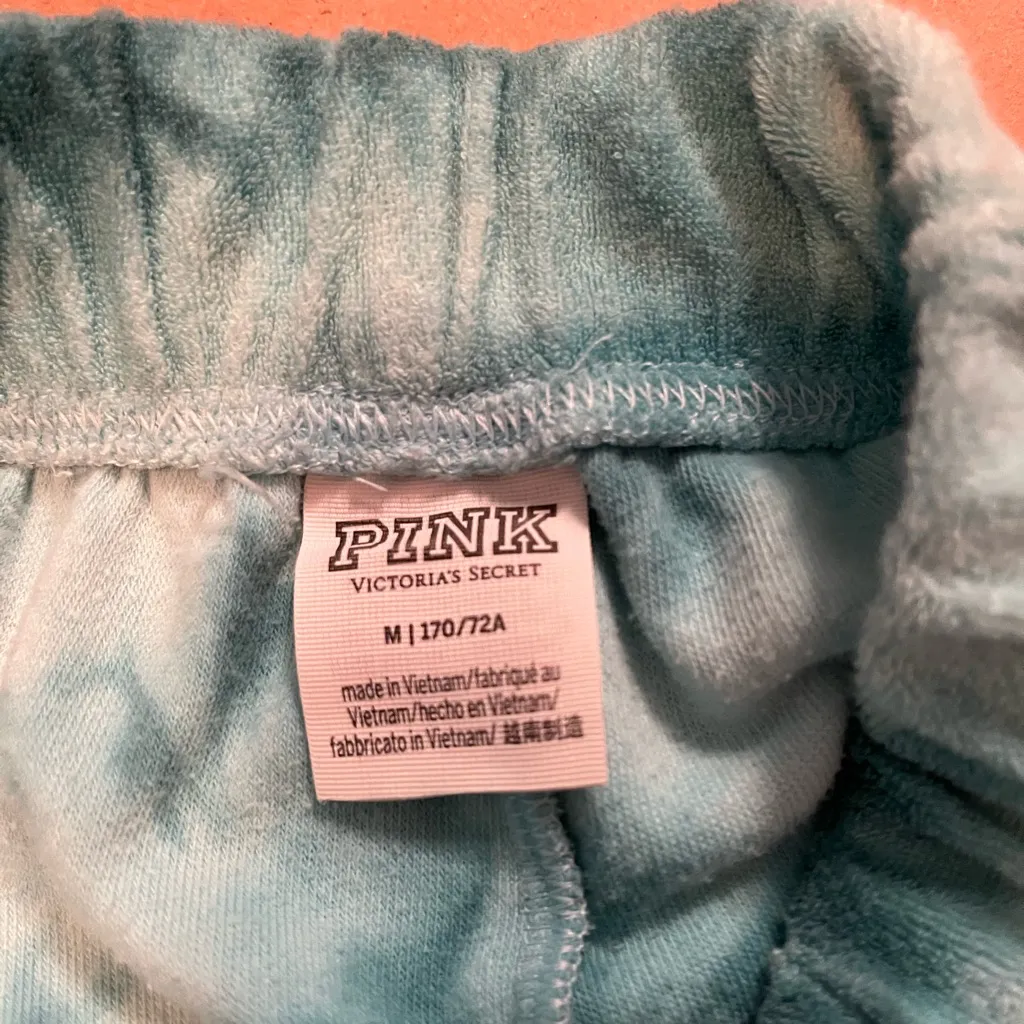 PINK
VICTORIA'S SECRET
M | 170/72A
made in Vietnam/fabriqué au
Vietnam/hecho en Vietnam/
fabbricato in Vietnam/ 越南制造